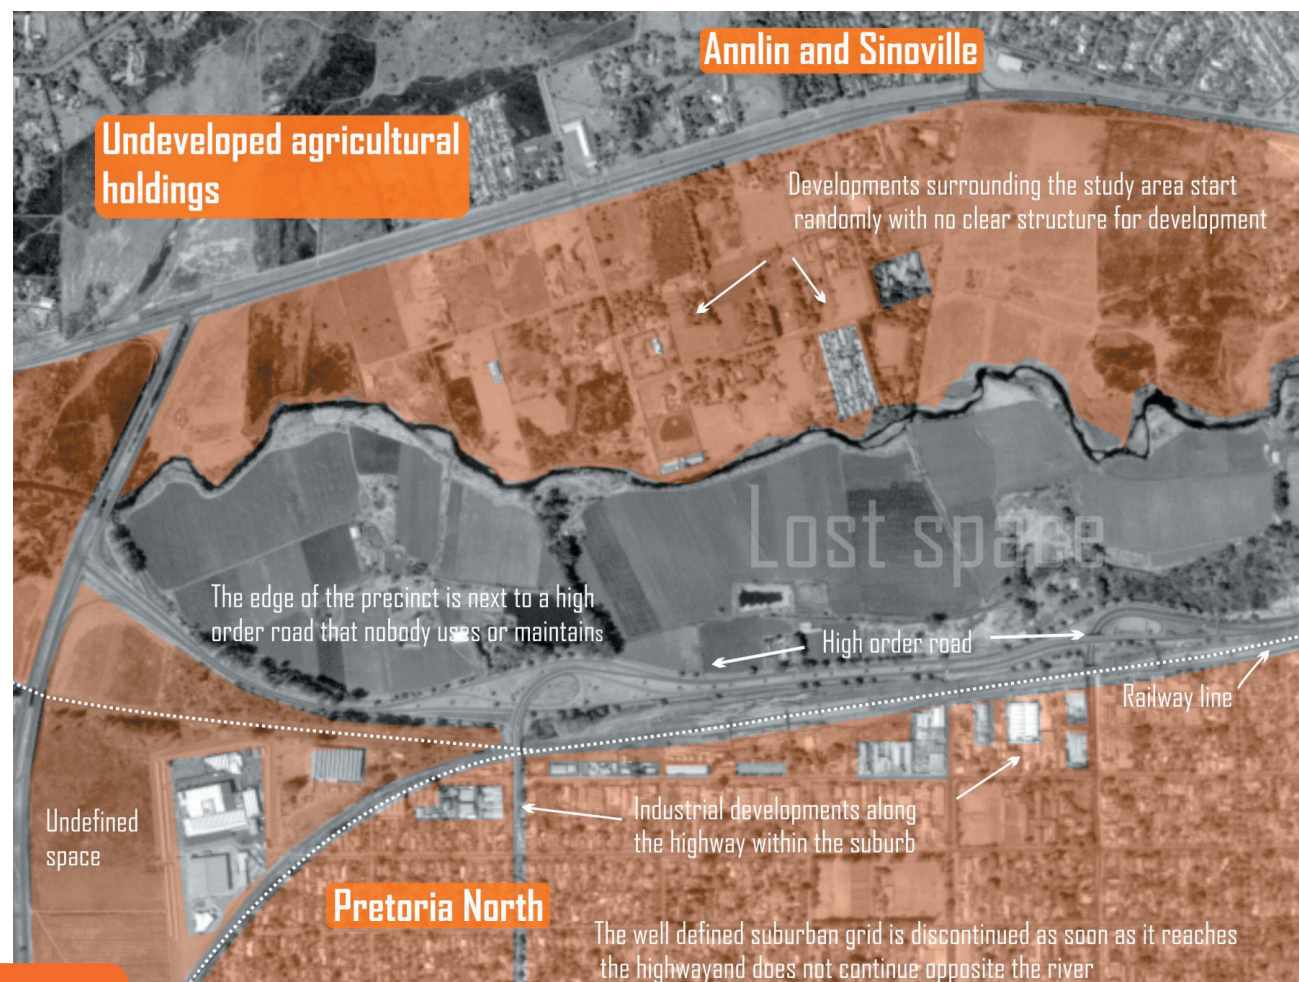 Annlin and Sinoville
Undeveloped agricultural
holdings
Developments surrounding the study area start
randomly with no clear structure for development
Lost space
The edge of the precinct is next to a high
order road that nobody uses or maintains
High order road
Railway line
Undefined
space
Industrial developments along
the highway within the suburb
Pretoria North
The well defined suburban grid is discontinued as soon as it reaches
the highwayand does not continue opposite the river